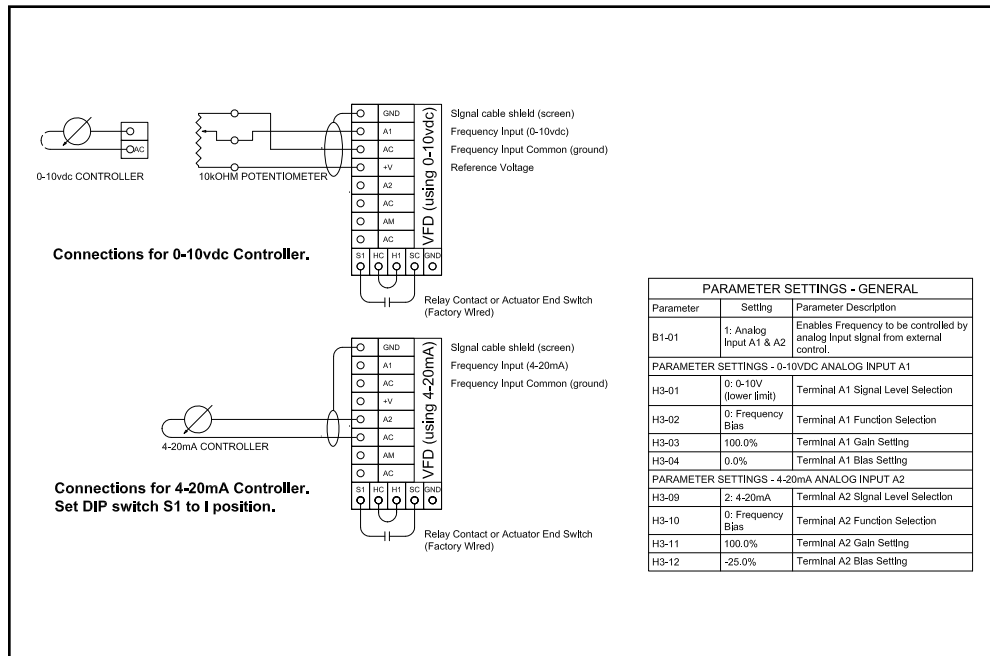 GND
A1
AC
+V
A2
AC
AM
AC
VFD (using 0-10vdc)
Signal cable shield (screen)
Frequency Input (0-10vdc)
Frequency Input Common (ground)
Reference Voltage
AC
0-10vdc CONTROLLER
10kOHM POTENTIOMETER
Connections for 0-10vdc Controller.
S1 HC H1 SC GND
Relay Contact or Actuator End Switch
(Factory Wired)
GND
A1
AC
+V
A2
AC
AM
AC
VFD (using 4-20mA)
Signal cable shield (screen)
Frequency Input (4-20mA)
Frequency Input Common (ground)
4-20mA CONTROLLER
Connections for 4-20mA Controller.
Set DIP switch S1 to I position.
S1 HC H1 SC GND
Relay Contact or Actuator End Switch
(Factory Wired)
PARAMETER SETTINGS - GENERAL
Parameter Setting Parameter Description
B1-01 1: Analog Input A1 & A2 Enables Frequency to be controlled by analog input signal from external control.
PARAMETER SETTINGS - 0-10VDC ANALOG INPUT A1
H3-01 0: 0-10V (lower limit) Terminal A1 Signal Level Selection
H3-02 0: Frequency Bias Terminal A1 Function Selection
H3-03 100.0% Terminal A1 Gain Setting
H3-04 0.0% Terminal A1 Bias Setting
PARAMETER SETTINGS - 4-20mA ANALOG INPUT A2
H3-09 2: 4-20mA Terminal A2 Signal Level Selection
H3-10 0: Frequency Bias Terminal A2 Function Selection
H3-11 100.0% Terminal A2 Gain Setting
H3-12 -25.0% Terminal A2 Bias Setting